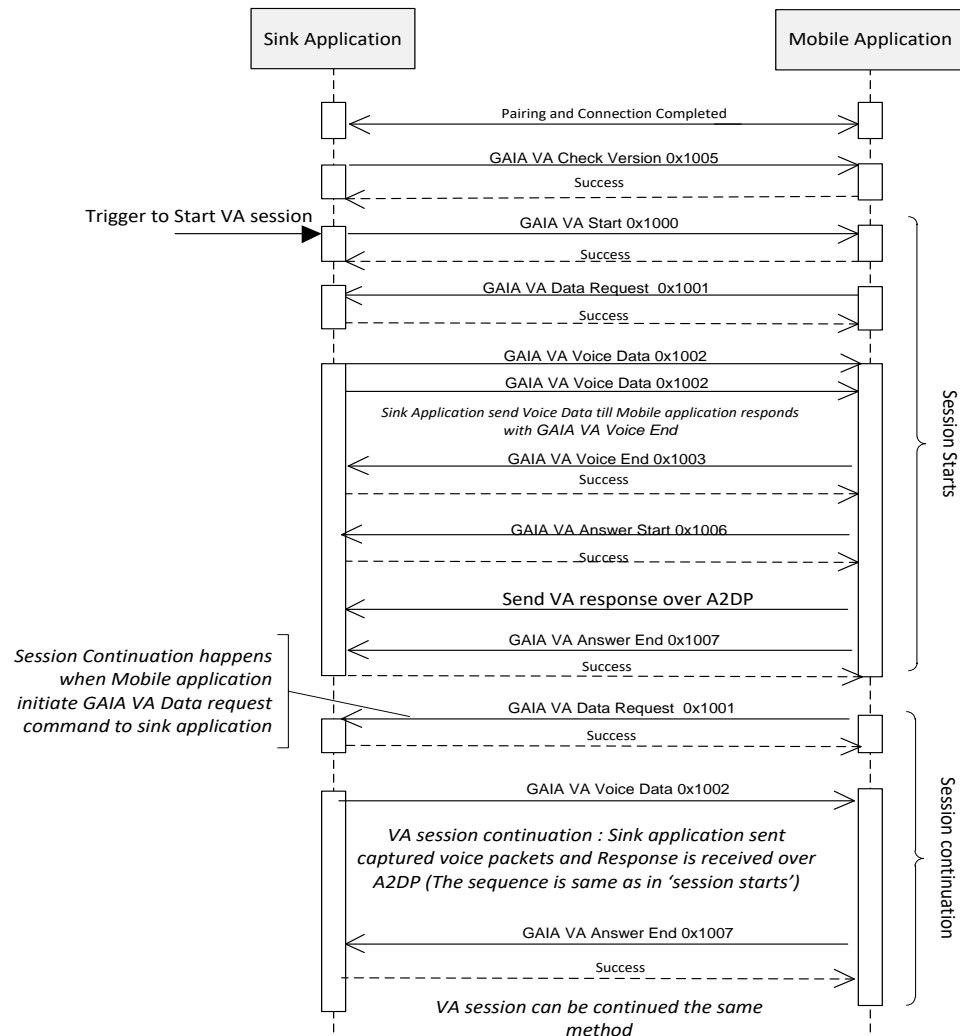 Sink Application
Mobile Application
Pairing and Connection Completed
GAIA VA Check Version 0x1005
Success
Trigger to Start VA session
GAIA VA Start 0x1000
Success
GAIA VA Data Request  0x1001
Success
GAIA VA Voice Data 0x1002
GAIA VA Voice Data 0x1002
Sink Application send Voice Data till Mobile application responds
with GAIA VA Voice End
GAIA VA Voice End 0x1003
Success
GAIA VA Answer Start 0x1006
Success
Send VA response over A2DP
GAIA VA Answer End 0x1007
Success
Session Starts
Session Continuation happens
when Mobile application
initiate GAIA VA Data request
command to sink application
GAIA VA Data Request  0x1001
Success
GAIA VA Voice Data 0x1002
VA session continuation : Sink application sent
captured voice packets and Response is received over
A2DP (The sequence is same as in ‘session starts’)
GAIA VA Answer End 0x1007
Success
Session continuation
VA session can be continued the same
method